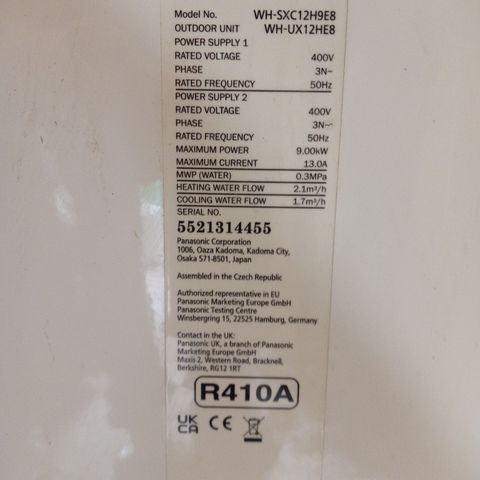 Model No. WH-SXC12H9E8
OUTDOOR UNIT WH-UX12HE8
POWER SUPPLY 1
RATED VOLTAGE 400V
PHASE 3N~
RATED FREQUENCY 50Hz
POWER SUPPLY 2
RATED VOLTAGE 400V
PHASE 3N~
RATED FREQUENCY 50Hz
MAXIMUM POWER 9.00kW
MAXIMUM CURRENT 13.0A
MWP (WATER) 0.3MPa
HEATING WATER FLOW 2.1m³/h
COOLING WATER FLOW 1.7m³/h
SERIAL NO.
5521314455
Panasonic Corporation
1006, Oaza Kadoma, Kadoma City,
Osaka 571-8501, Japan
Assembled in the Czech Republic
Authorized representative in EU
Panasonic Marketing Europe GmbH
Panasonic Testing Centre
Winsbergring 15, 22525 Hamburg, Germany
Contact in the UK:
Panasonic UK, a branch of Panasonic
Marketing Europe GmbH
Maxis 2, Western Road, Bracknell,
Berkshire, RG12 1RT
R410A
UK CA CE